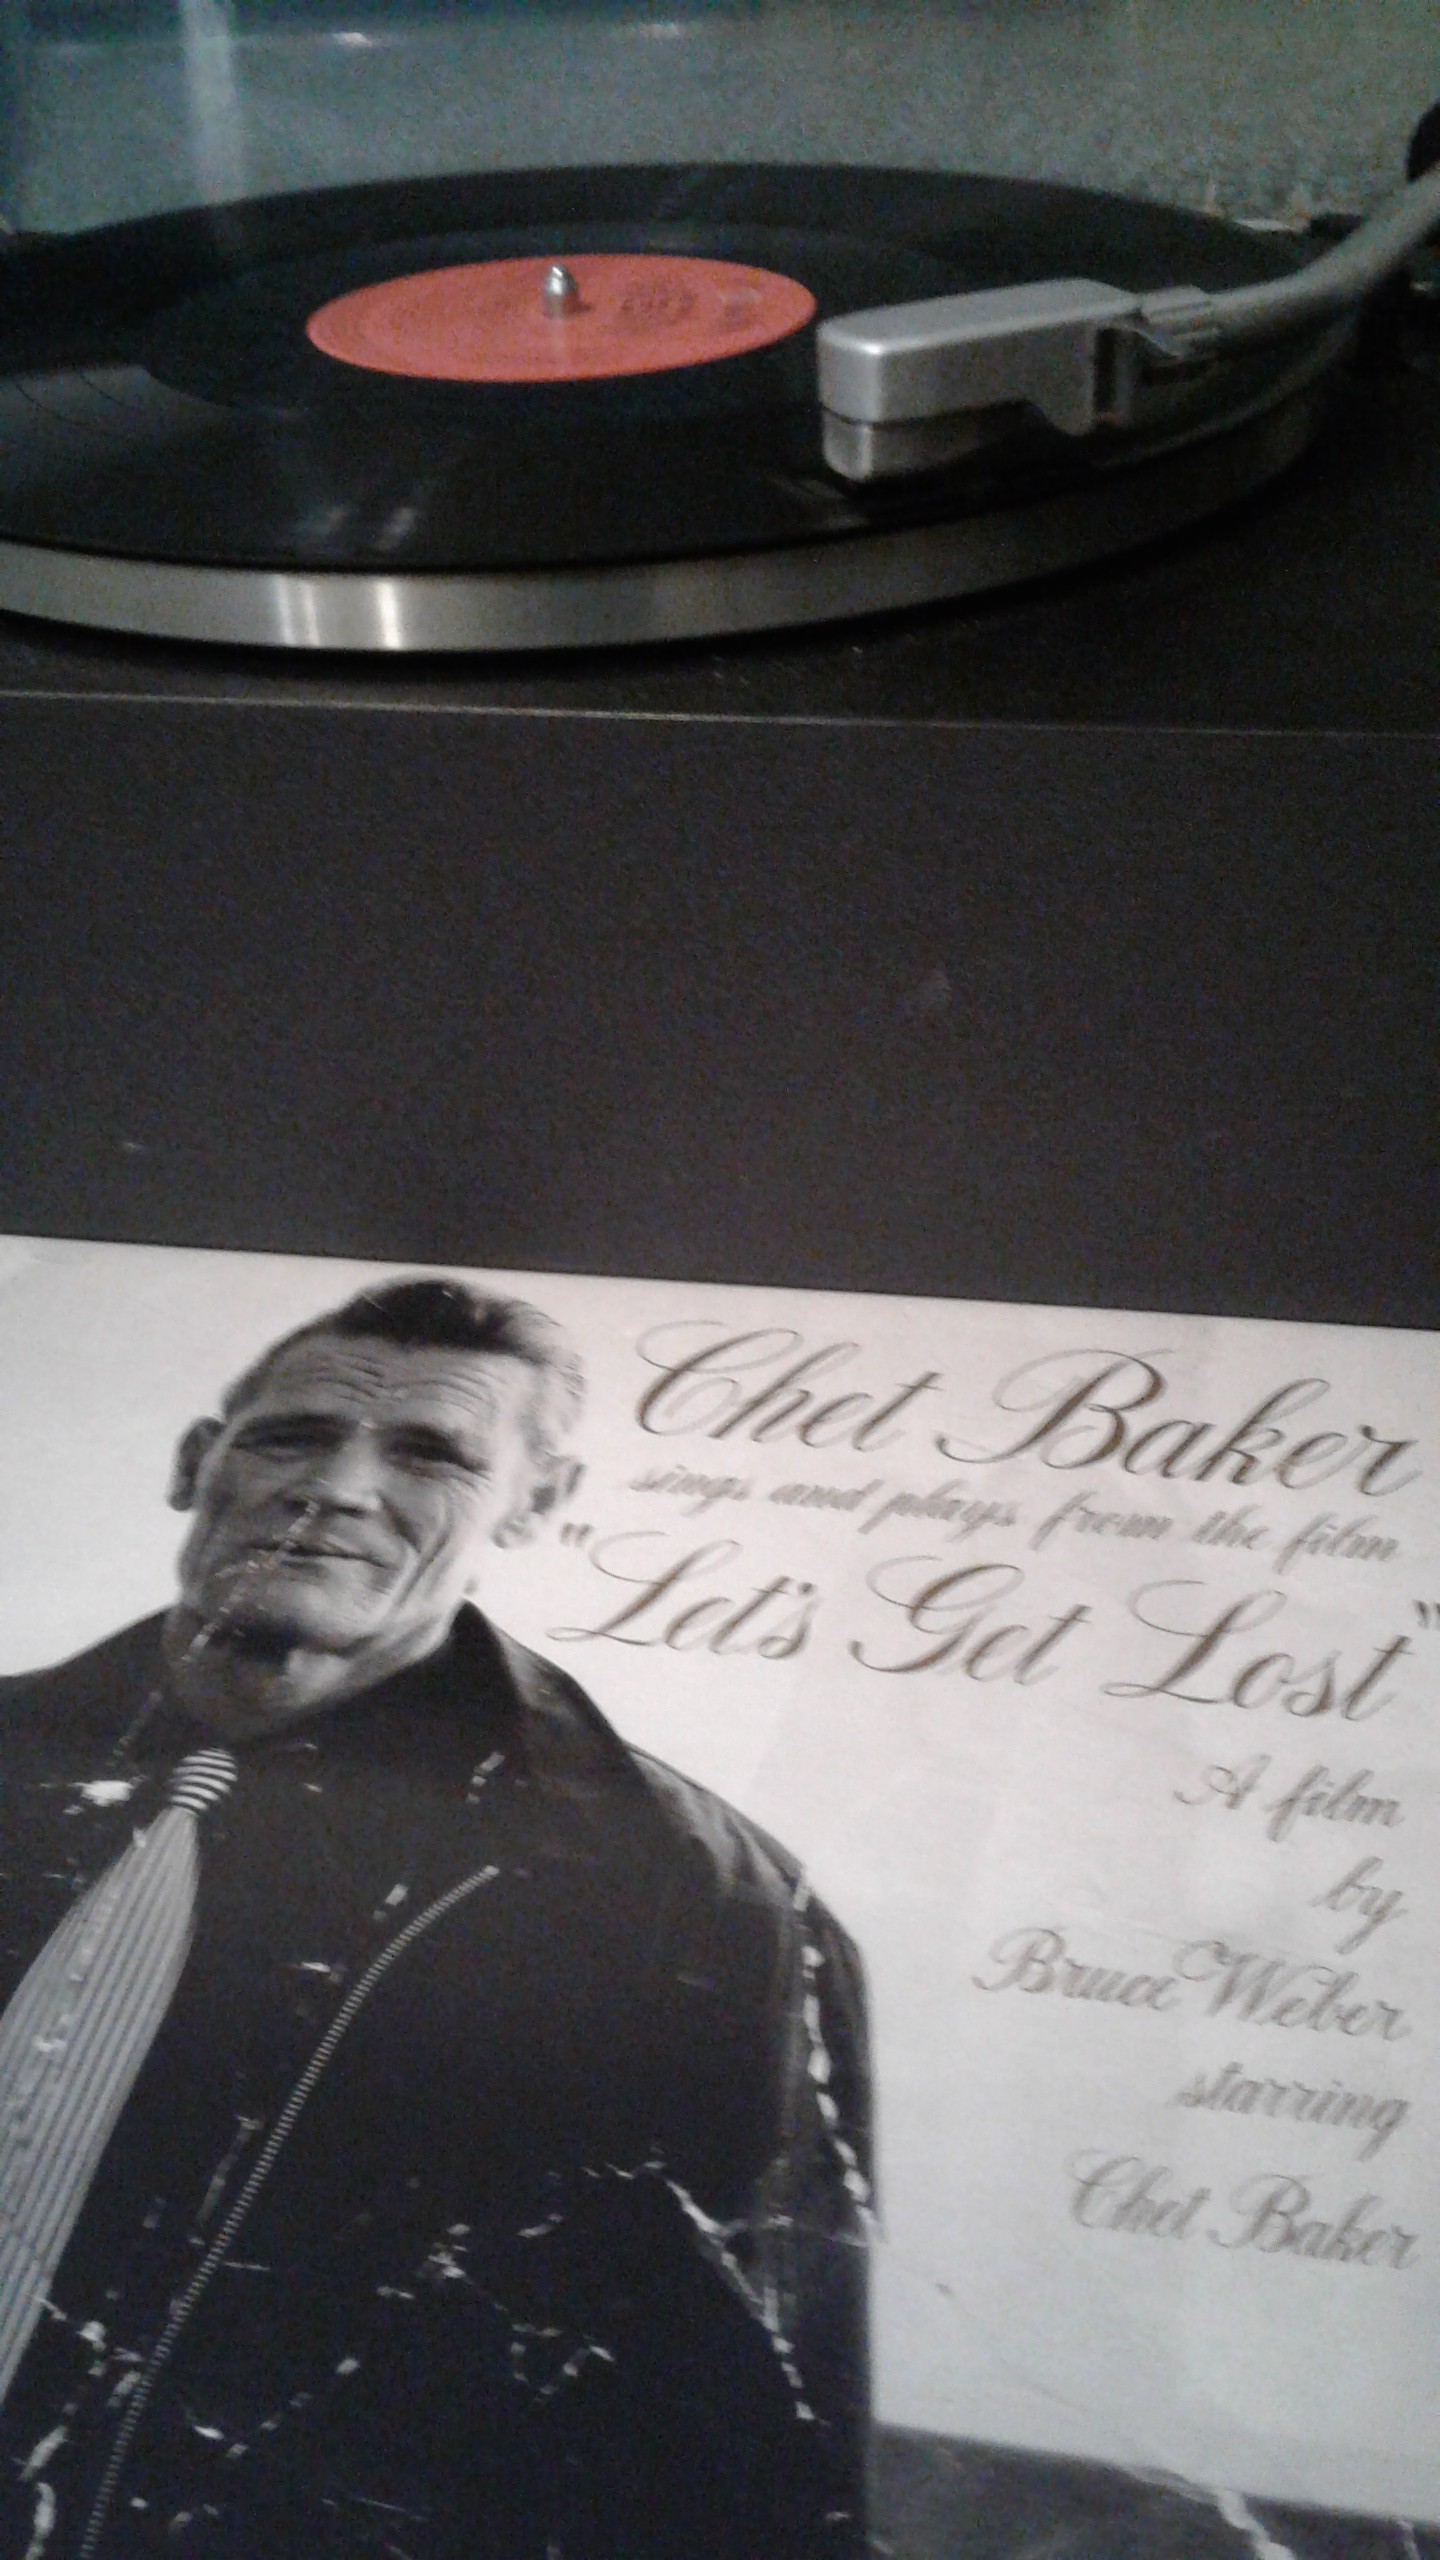 Chet Baker
sings and plays from the film
"Let's Get Lost"
A film
by
Bruce Weber
starring
Chet Baker